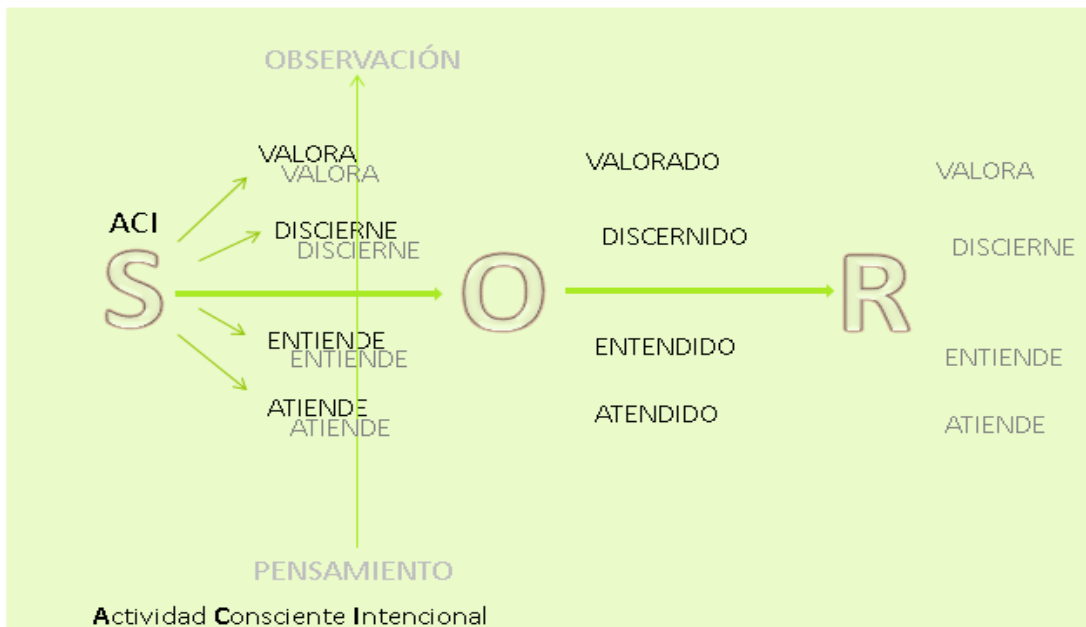 OBSERVACIÓN
VALORA
VALORA
VALORADO
VALORA
ACI
DISCIERNE
DISCIERNE
DISCERNIDO
DISCIERNE
S
O
R
ENTIENDE
ENTIENDE
ENTENDIDO
ENTIENDE
ATIENDE
ATIENDE
ATENDIDO
ATIENDE
PENSAMIENTO
Actividad Consciente Intencional